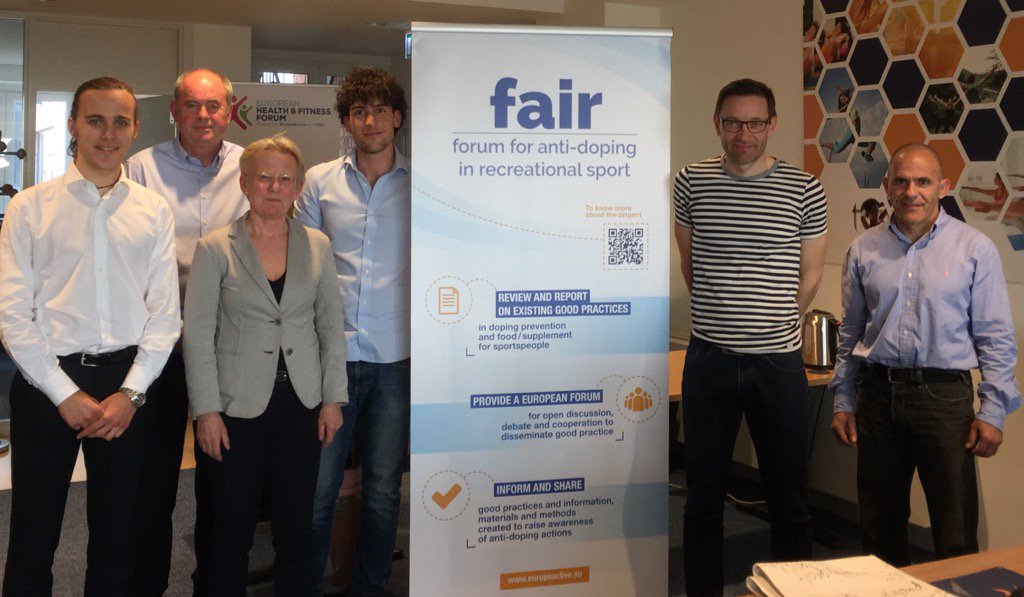 EUROPEAN
HEALTH & FITNESS
FORUM
fair
forum for anti-doping
in recreational sport
To know more
about the project
REVIEW AND REPORT
ON EXISTING GOOD PRACTICES
in doping prevention
and food/supplement
for sportspeople
PROVIDE A EUROPEAN FORUM
for open discussion,
debate and cooperation to
disseminate good practice
INFORM AND SHARE
good practices and information,
materials and methods
created to raise awareness
of anti-doping actions
www.europeactive.eu